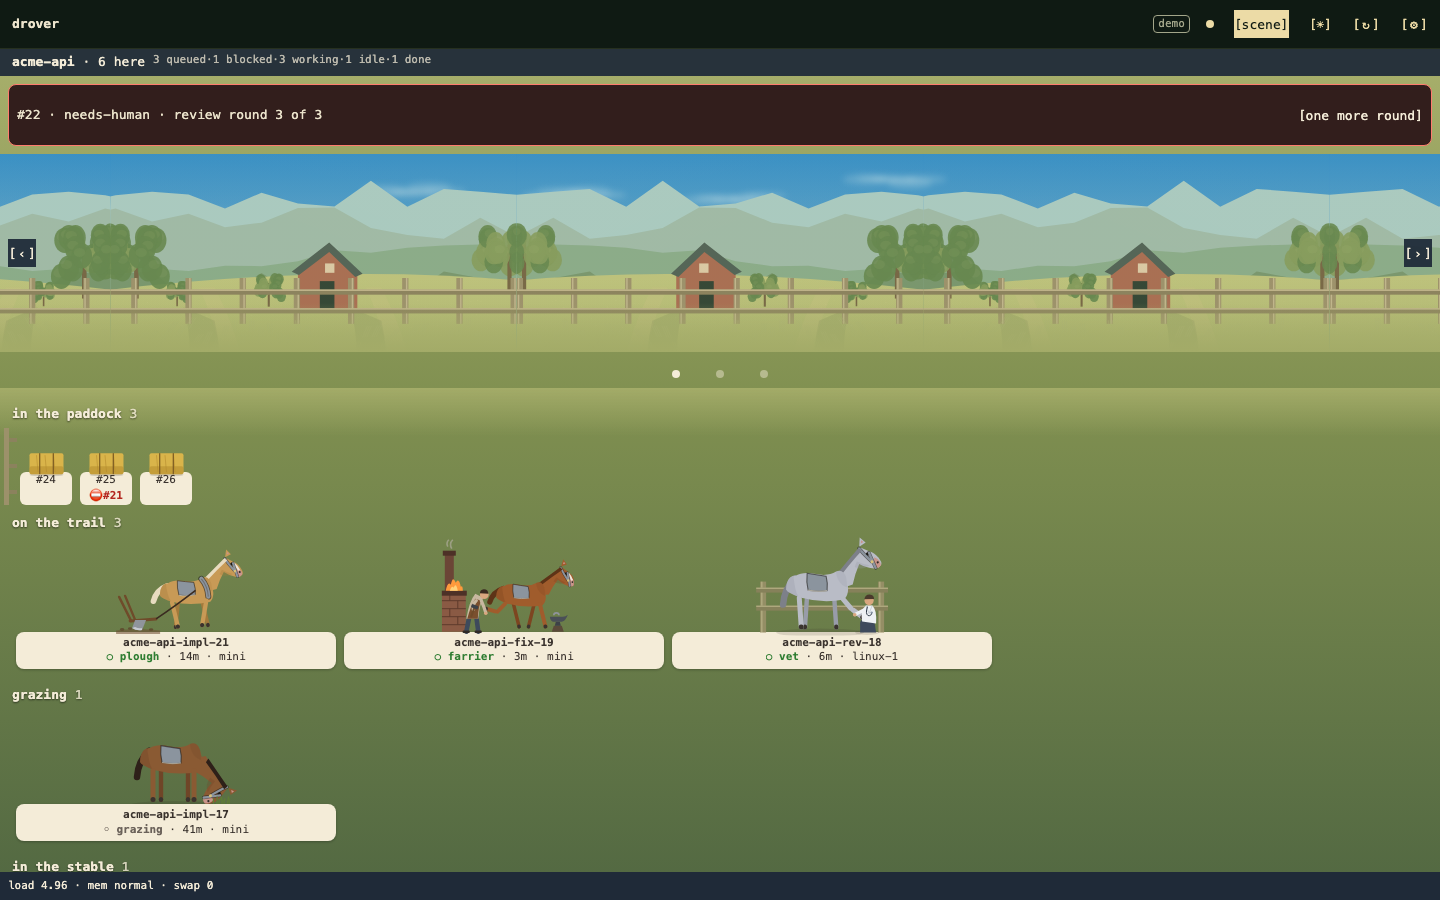 drover
demo
[scene]
[☀]
[↻]
[⚙]
acme-api · 6 here 3 queued·1 blocked·3 working·1 idle·1 done
#22 · needs-human · review round 3 of 3
[one more round]
[‹]
[›]
in the paddock 3
#24
#25
⛔#21
#26
on the trail 3
acme-api-impl-21
○ plough · 14m · mini
acme-api-fix-19
○ farrier · 3m · mini
acme-api-rev-18
○ vet · 6m · linux-1
grazing 1
acme-api-impl-17
○ grazing · 41m · mini
in the stable 1
load 4.96 · mem normal · swap 0